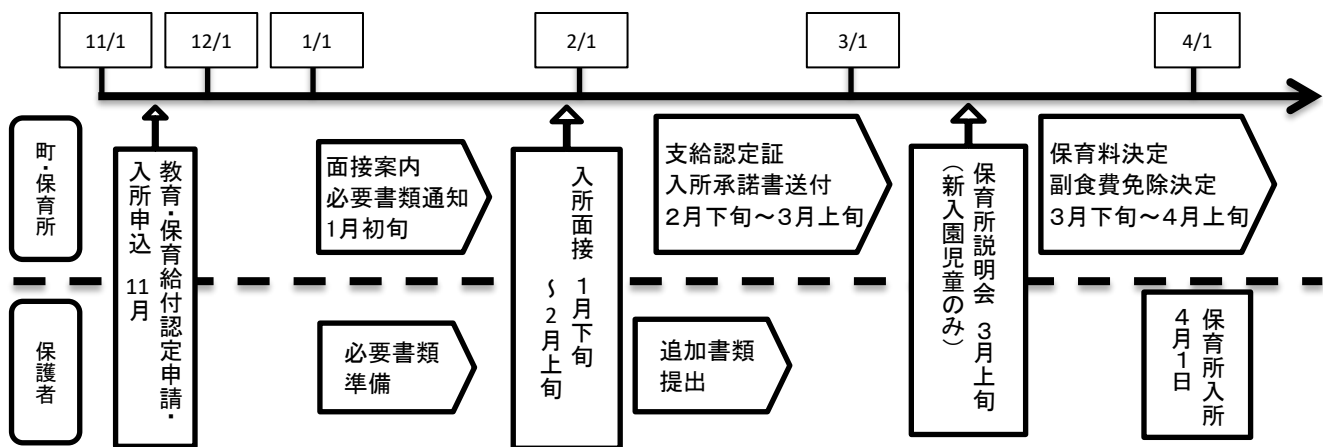 11/1
12/1
1/1
2/1
3/1
4/1
町・保育所
教育・保育給付認定申請・
入所申込　11月
面接案内
必要書類通知
1月初旬
入所面接　1月下旬
～2月上旬
支給認定証
入所承諾書送付
2月下旬～3月上旬
保育所説明会　3月上旬
（新入園児童のみ）
保育料決定
副食費免除決定
3月下旬～4月上旬
保護者
必要書類
準備
追加書類
提出
保育所入所
4月1日